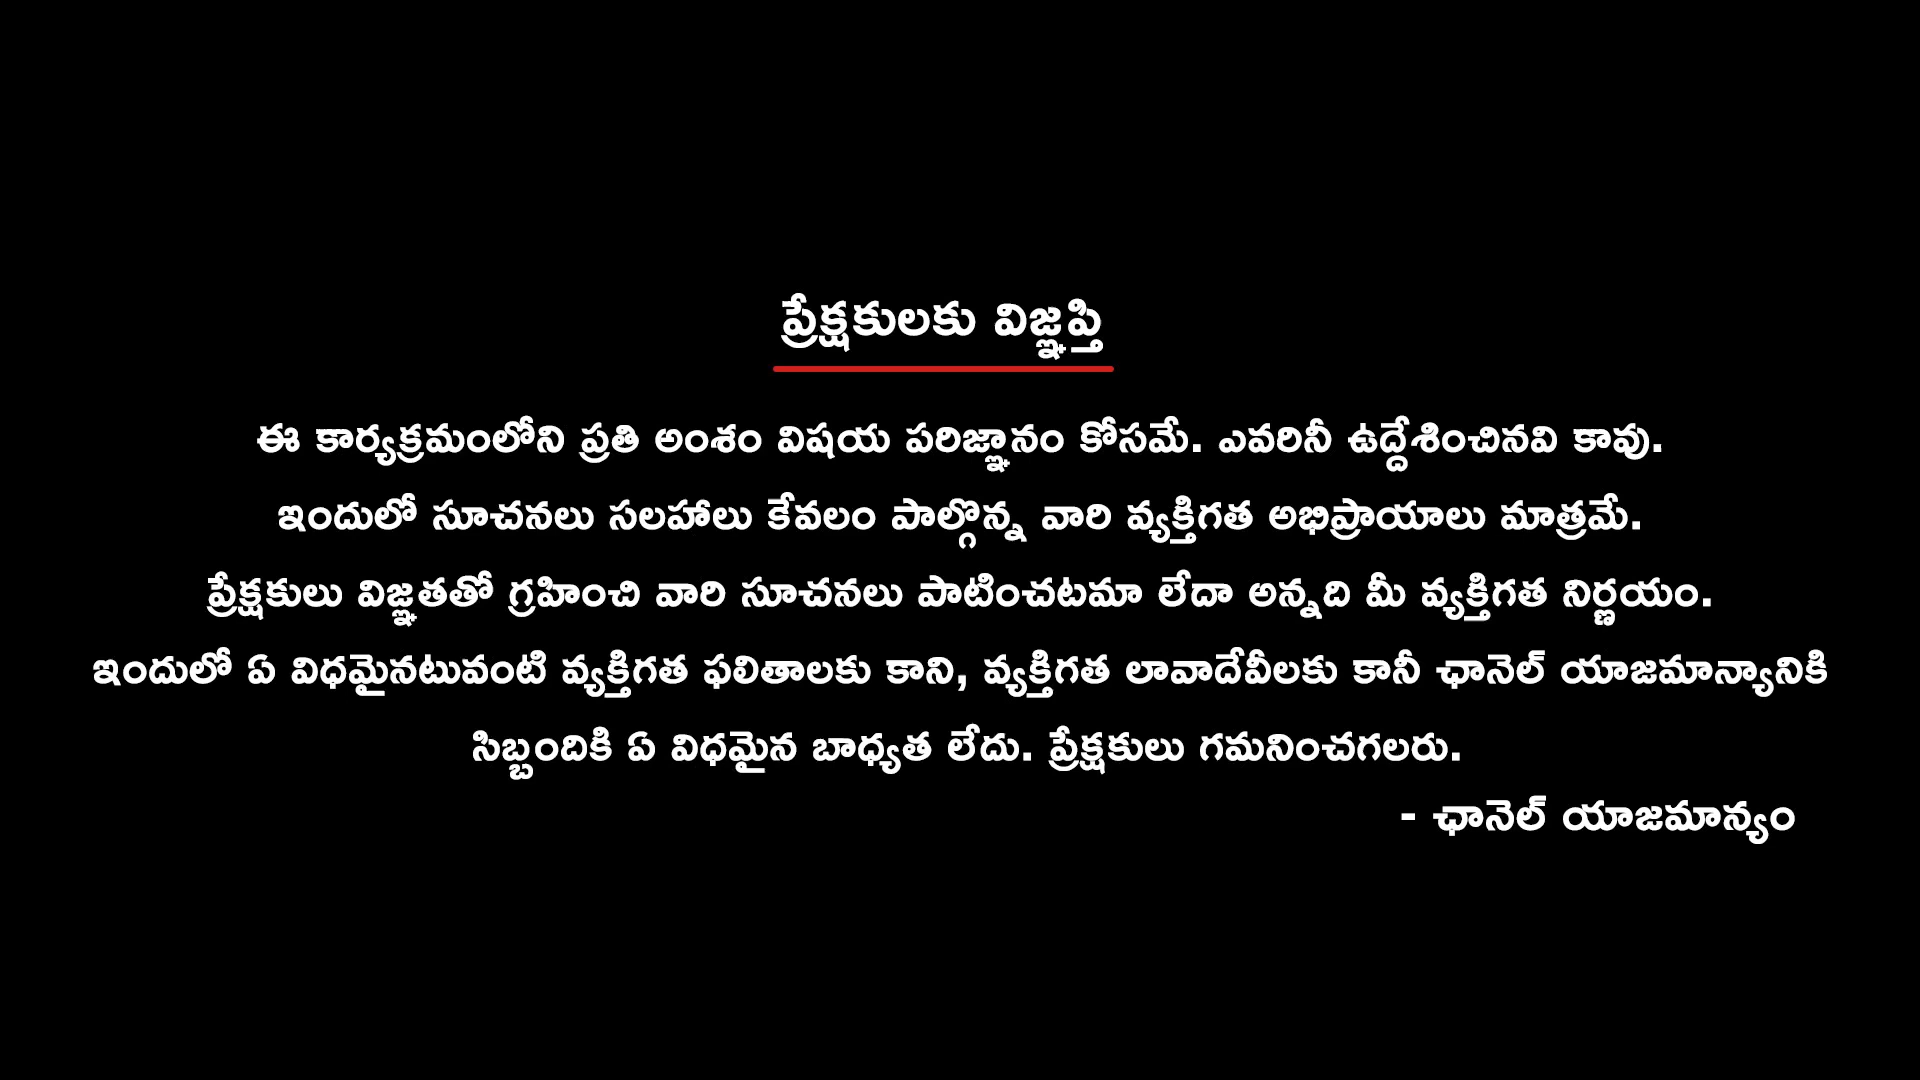 ప్రేక్షకులకు విజ్ఞప్తి
ఈ కార్యక్రమంలోని ప్రతి అంశం విషయ పరిజ్ఞానం కోసమే. ఎవరినీ ఉద్దేశించినవి కావు.
ఇందులో సూచనలు సలహాలు కేవలం పాల్గొన్న వారి వ్యక్తిగత అభిప్రాయాలు మాత్రమే.
ప్రేక్షకులు విజ్ఞతతో గ్రహించి వారి సూచనలు పాటించటమా లేదా అన్నది మీ వ్యక్తిగత నిర్ణయం.
ఇందులో ఏ విధమైనటువంటి వ్యక్తిగత ఫలితాలకు కాని, వ్యక్తిగత లావాదేవీలకు కానీ ఛానెల్ యాజమాన్యానికి
సిబ్బందికి ఏ విధమైన బాధ్యత లేదు. ప్రేక్షకులు గమనించగలరు.
- ఛానెల్ యాజమాన్యం